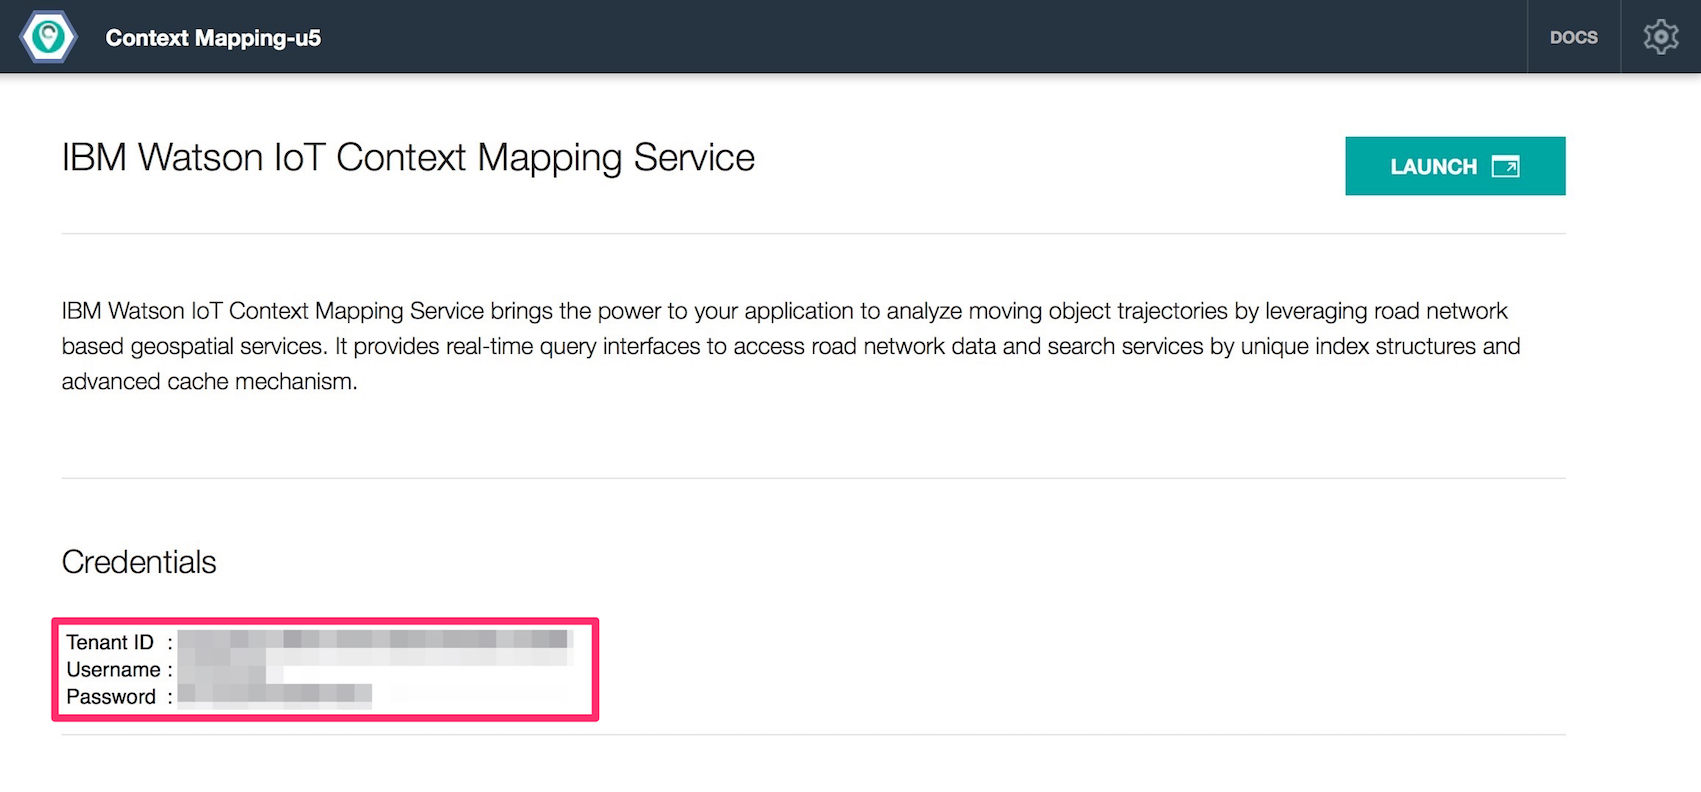 Context Mapping-u5
DOCS
IBM Watson IoT Context Mapping Service
LAUNCH
IBM Watson IoT Context Mapping Service brings the power to your application to analyze moving object trajectories by leveraging road network
based geospatial services. It provides real-time query interfaces to access road network data and search services by unique index structures and
advanced cache mechanism.
Credentials
Tenant ID :
Username :
Password :